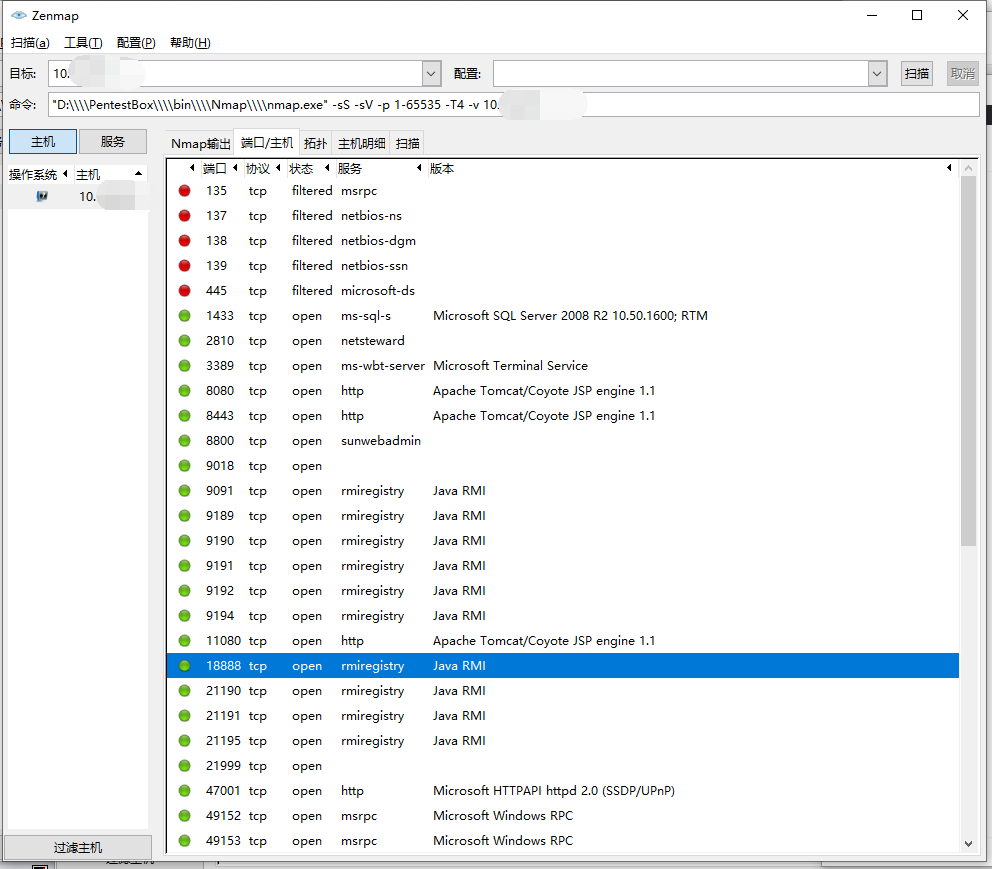 Zenmap
扫描(a) 工具(T) 配置(P) 帮助(H)
目标: 10. 配置: 扫描 取消
命令: "D:\\\\PentestBox\\\\bin\\\\Nmap\\\\nmap.exe" -sS -sV -p 1-65535 -T4 -v 10.
主机 服务 Nmap输出 端口/主机 拓扑 主机明细 扫描
操作系统 主机 端口 协议 状态 服务 版本
10.
135 tcp filtered msrpc
137 tcp filtered netbios-ns
138 tcp filtered netbios-dgm
139 tcp filtered netbios-ssn
445 tcp filtered microsoft-ds
1433 tcp open ms-sql-s Microsoft SQL Server 2008 R2 10.50.1600; RTM
2810 tcp open netsteward
3389 tcp open ms-wbt-server Microsoft Terminal Service
8080 tcp open http Apache Tomcat/Coyote JSP engine 1.1
8443 tcp open http Apache Tomcat/Coyote JSP engine 1.1
8800 tcp open sunwebadmin
9018 tcp open
9091 tcp open rmiregistry Java RMI
9189 tcp open rmiregistry Java RMI
9190 tcp open rmiregistry Java RMI
9191 tcp open rmiregistry Java RMI
9192 tcp open rmiregistry Java RMI
9194 tcp open rmiregistry Java RMI
11080 tcp open http Apache Tomcat/Coyote JSP engine 1.1
18888 tcp open rmiregistry Java RMI
21190 tcp open rmiregistry Java RMI
21191 tcp open rmiregistry Java RMI
21195 tcp open rmiregistry Java RMI
21999 tcp open
47001 tcp open http Microsoft HTTPAPI httpd 2.0 (SSDP/UPnP)
49152 tcp open msrpc Microsoft Windows RPC
49153 tcp open msrpc Microsoft Windows RPC
过滤主机